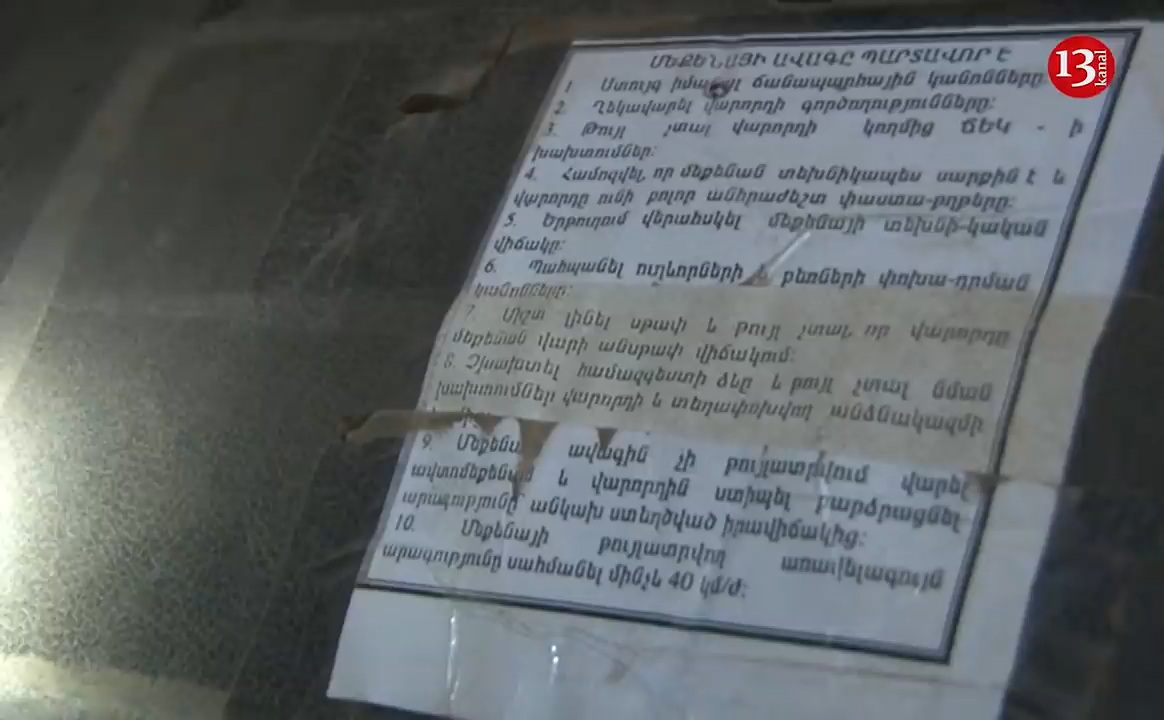 ՄԵՔԵՆԱՅԻ ԱՎԱԳԸ ՊԱՐՏԱՎՈՐ Է
13 kanal
1 Ստույգ իմանալ ճանապարհային կանոնները
2. Ղեկավարել վարորդի գործողությունները:
3. Թույլ չտալ վարորդի կողմից ՃԵԿ - ի
խախտումներ:
4. Համոզվել, որ մեքենան տեխնիկապես սարքին է և
վարորդը ունի բոլոր անհրաժեշտ փաստա-թղթերը:
5. Երթուղում վերահսկել մեքենայի տեխնի-կական
վիճակը:
6. Պահպանել ուղևորների և բեռների փոխա-դրման
կանոնները:
7. Միշտ լինել սթափ և թույլ չտալ, որ վարորդը
մեքենան վարի անսթափ վիճակում:
8. Չխախտել համազգեստի ձևը և թույլ չտալ նման
խախտումներ վարորդի և տեղափոխվող անձնակազմի
9. Մեքենա ավագին չի թույլատրվում վարել
ավտոմեքենան և վարորդին ստիպել բարձրացնել
արագությունը անկախ ստեղծված իրավիճակից:
10. Մեքենայի թույլատրվող առավելագույն
արագությունը սահմանել մինչև 40 կմ/ժ: